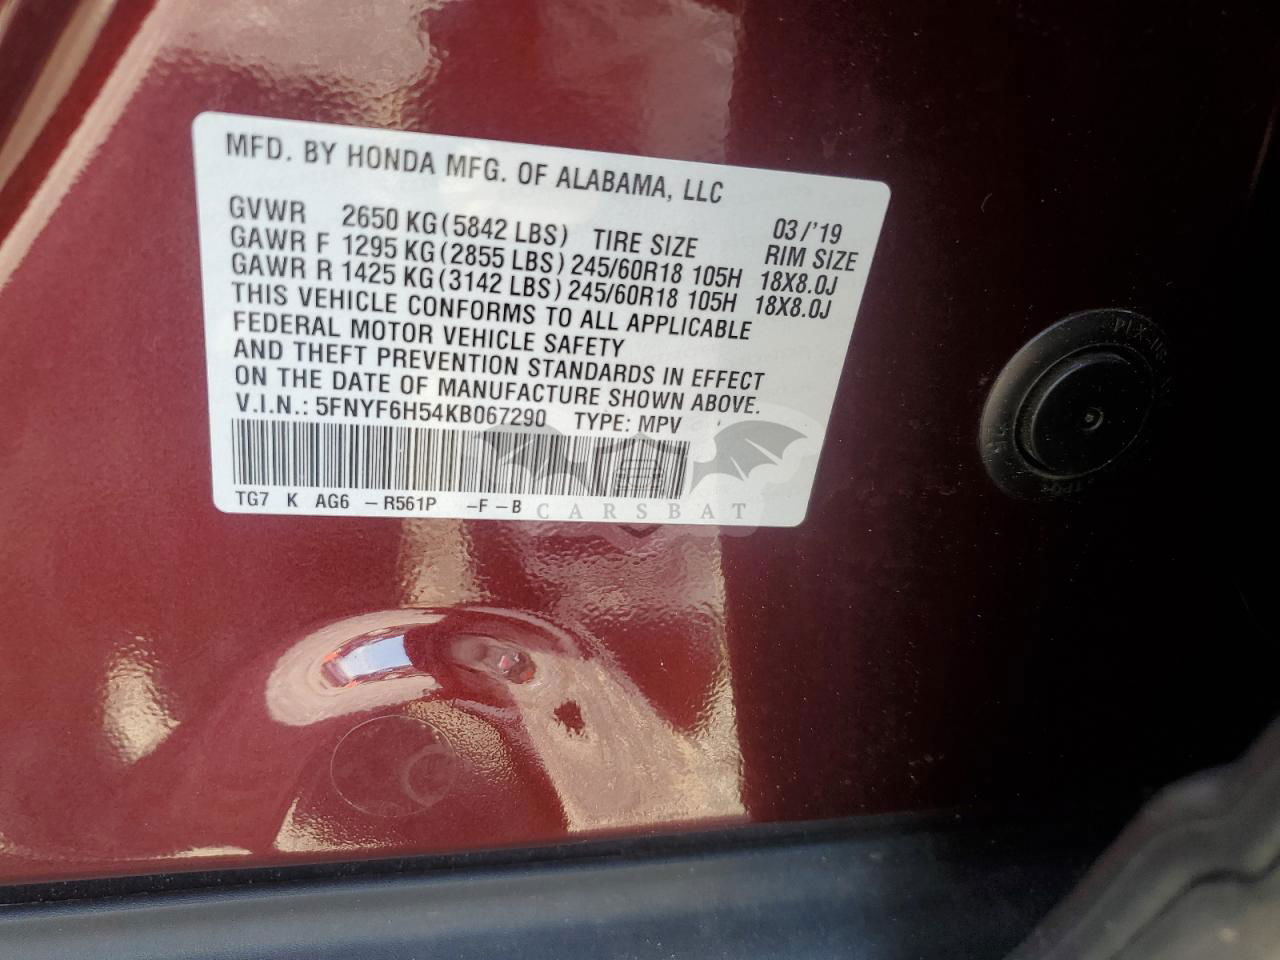 MFD. BY HONDA MFG. OF ALABAMA, LLC
03/'19
GVWR 2650 KG(5842 LBS) TIRE SIZE RIM SIZE
GAWR F 1295 KG(2855 LBS) 245/60R18 105H 18X8.0J
GAWR R 1425 KG(3142 LBS) 245/60R18 105H 18X8.0J
THIS VEHICLE CONFORMS TO ALL APPLICABLE
FEDERAL MOTOR VEHICLE SAFETY
AND THEFT PREVENTION STANDARDS IN EFFECT
ON THE DATE OF MANUFACTURE SHOWN ABOVE.
V.I.N.: 5FNYF6H54KB067290 TYPE: MPV
TG7 K AG6 –R561P –F–B
CARSBAT